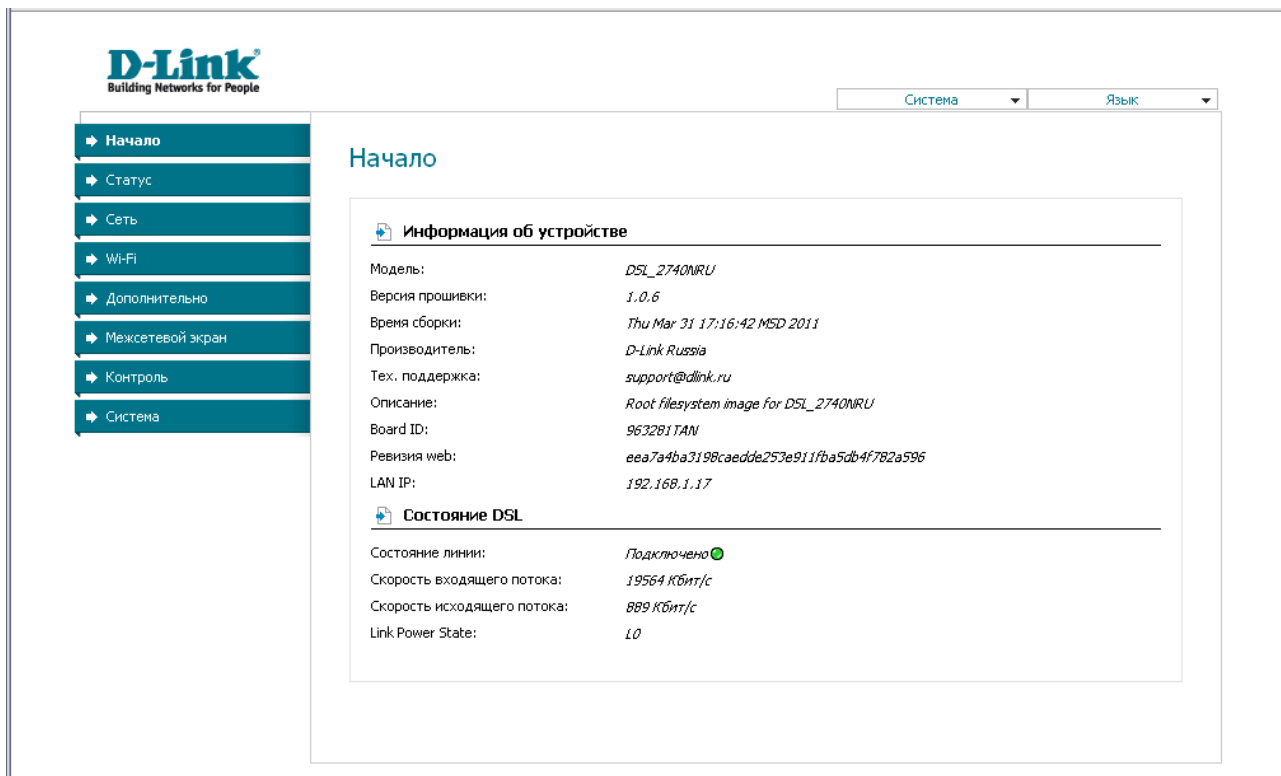 D-Link
Building Networks for People
Система
Язык
Начало
Статус
Сеть
Wi-Fi
Дополнительно
Межсетевой экран
Контроль
Система
Начало
Информация об устройстве
Модель: DSL_2740NRU
Версия прошивки: 1.0.6
Время сборки: Thu Mar 31 17:16:42 MSD 2011
Производитель: D-Link Russia
Тех. поддержка: support@dlink.ru
Описание: Root filesystem image for DSL_2740NRU
Board ID: 963281TAN
Ревизия web: eea7a4ba3198caedde253e911fba5db4f782a596
LAN IP: 192.168.1.17
Состояние DSL
Состояние линии: Подключено
Скорость входящего потока: 19564 Кбит/с
Скорость исходящего потока: 889 Кбит/с
Link Power State: L0